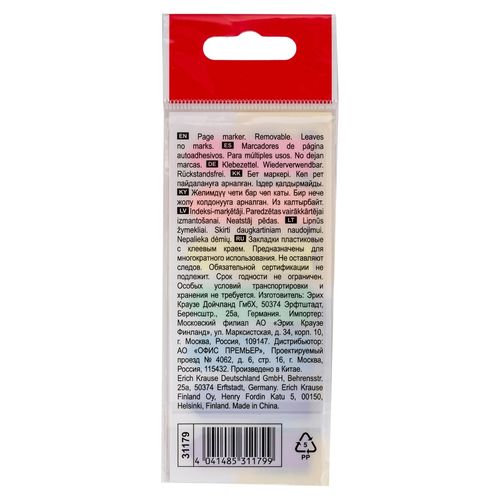 EN Page marker. Removable. Leaves
no marks. ES Marcadores de página
autoadhesivos. Para múltiples usos. No dejan
marcas. DE Klebezettel. Wiederverwendbar.
Rückstandsfrei. KK Бет маркері. Көп рет
пайдалануға арналған. Іздер қалдырмайды.
KY Желимдүү чети бар чөп каты. Бир нече
жолу колдонууга арналган. Из калтырбайт.
LV Indeksi-marķētāji. Paredzētas vairākkārtējai
izmantošanai. Neatstāj pēdas. LT Lipnūs
žymekliai. Skirti daugkartiniam naudojimui.
Nepalieka dėmių. RU Закладки пластиковые
с клеевым краем. Предназначены для
многократного использования. Не оставляют
следов. Обязательной сертификации не
подлежит. Срок годности не ограничен.
Особых условий транспортировки и
хранения не требуется. Изготовитель: Эрих
Краузе Дойчланд ГмбХ, 50374 Эрфтштадт,
Беренсштр., 25а, Германия. Импортер:
Московский филиал АО «Эрих Краузе
Финланд», ул. Марксистская, д. 34, корп. 10,
г. Москва, Россия, 109147. Дистрибьютор:
АО «ОФИС ПРЕМЬЕР», Проектируемый
проезд № 4062, д. 6, стр. 16, г. Москва,
Россия, 115432. Произведено в Китае.
Erich Krause Deutschland GmbH, Behrensstr.
25a, 50374 Erftstadt, Germany. Erich Krause
Finland Oy, Henry Fordin Katu 5, 00150,
Helsinki, Finland. Made in China.
31179
4 041485 311799
5
PP